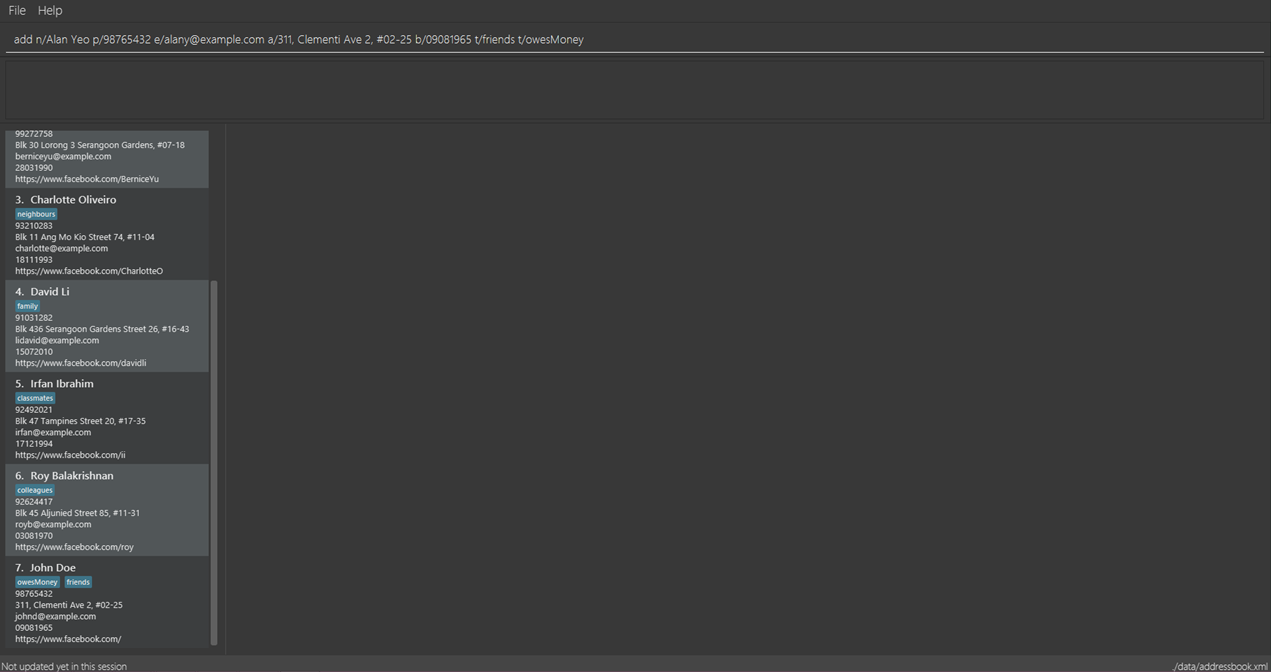 File Help
add n/Alan Yeo p/98765432 e/alany@example.com a/311, Clementi Ave 2, #02-25 b/09081965 t/friends t/owesMoney
99272758
Blk 30 Lorong 3 Serangoon Gardens, #07-18
berniceyu@example.com
28031990
https://www.facebook.com/BerniceYu
3. Charlotte Oliveiro
neighbours
93210283
Blk 11 Ang Mo Kio Street 74, #11-04
charlotte@example.com
18111993
https://www.facebook.com/CharlotteO
4. David Li
family
91031282
Blk 436 Serangoon Gardens Street 26, #16-43
lidavid@example.com
15072010
https://www.facebook.com/davidli
5. Irfan Ibrahim
classmates
92492021
Blk 47 Tampines Street 20, #17-35
irfan@example.com
17121994
https://www.facebook.com/ii
6. Roy Balakrishnan
colleagues
92624417
Blk 45 Aljunied Street 85, #11-31
royb@example.com
03081970
https://www.facebook.com/roy
7. John Doe
owesMoney friends
98765432
311, Clementi Ave 2, #02-25
johnd@example.com
09081965
https://www.facebook.com/
Not updated yet in this session ./data/addressbook.xml